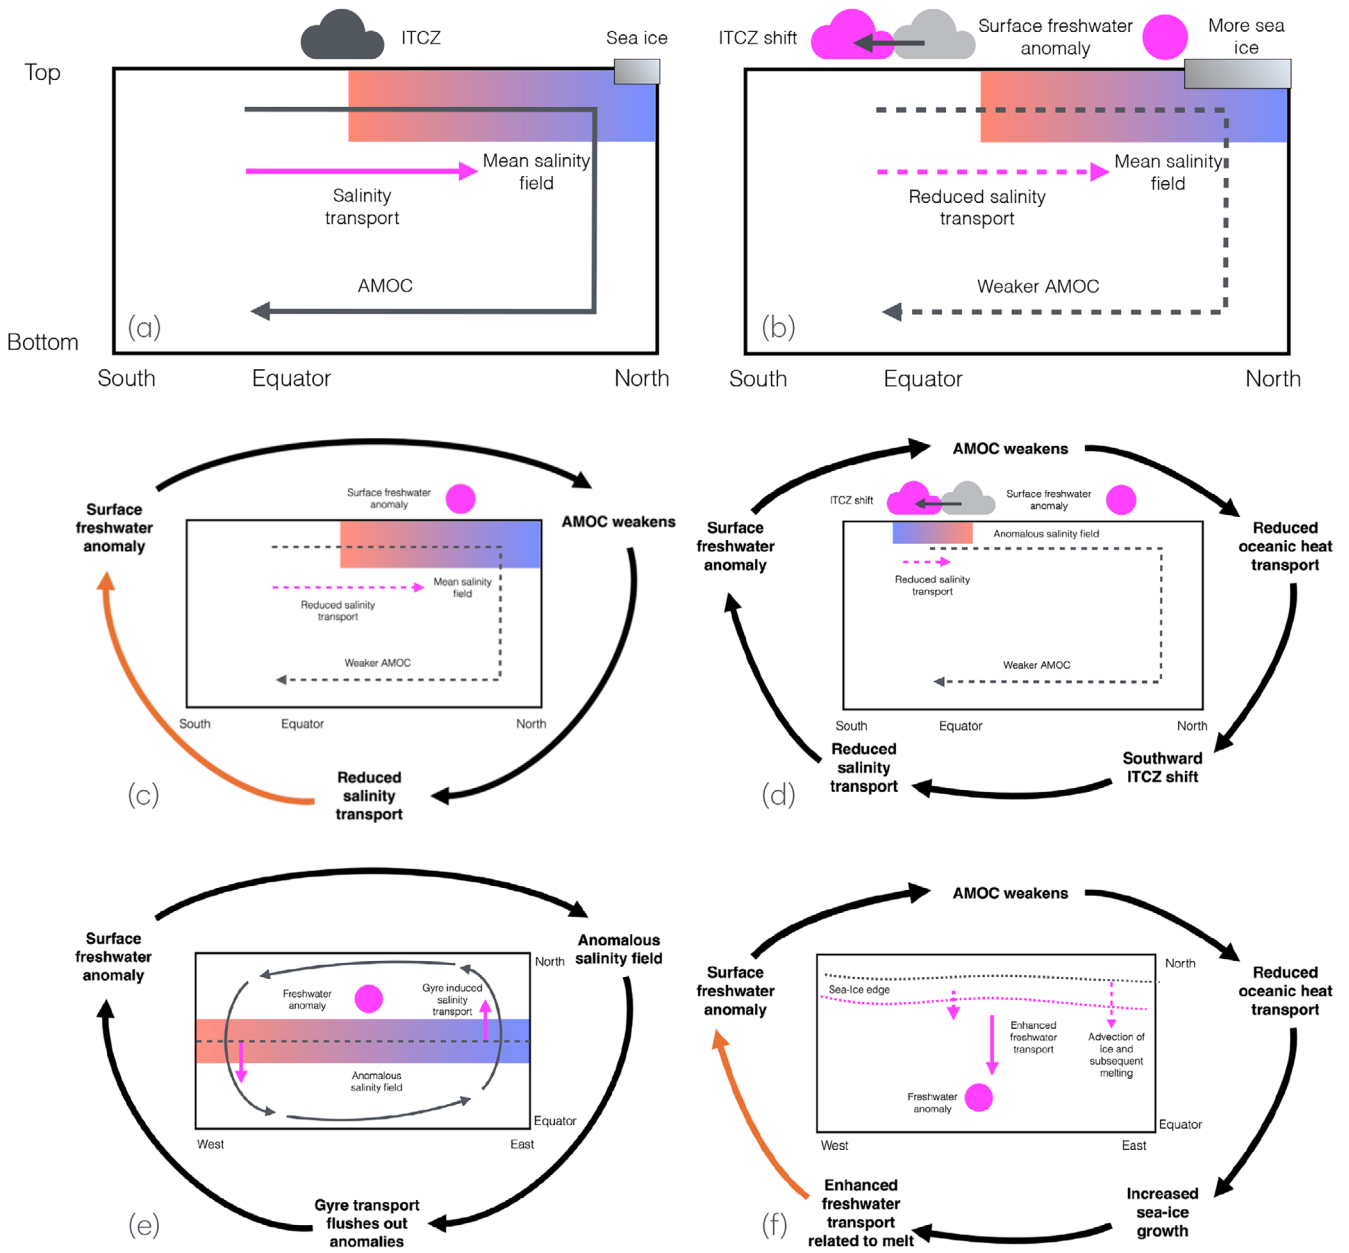 ITCZ
Sea ice
Top
Mean salinity
field
Salinity
transport
AMOC
(a)
Bottom
South
Equator
North
ITCZ shift
Surface freshwater
anomaly
More sea
ice
Mean salinity
field
Reduced salinity
transport
Weaker AMOC
(b)
South
Equator
North
Surface
freshwater
anomaly
AMOC weakens
Surface freshwater
anomaly
Mean salinity
field
Reduced salinity
transport
Weaker AMOC
South
Equator
North
Reduced
salinity
transport
(c)
AMOC weakens
ITCZ shift
Surface freshwater
anomaly
Surface
freshwater
anomaly
Reduced
oceanic heat
transport
Anomalous salinity field
Reduced salinity
transport
Weaker AMOC
South
Equator
North
Reduced
salinity
transport
Southward
ITCZ shift
(d)
Surface
freshwater
anomaly
Anomalous
salinity field
North
Freshwater
anomaly
Gyre induced
salinity
transport
Anomalous
salinity field
Equator
West
East
Gyre transport
flushes out
anomalies
(e)
AMOC weakens
Surface
freshwater
anomaly
Reduced
oceanic heat
transport
North
Sea-Ice edge
Enhanced
freshwater
transport
Advection of
ice and
subsequent
melting
Freshwater
anomaly
Equator
West
East
Enhanced
freshwater
transport
related to melt
Increased
sea-ice
growth
(f)